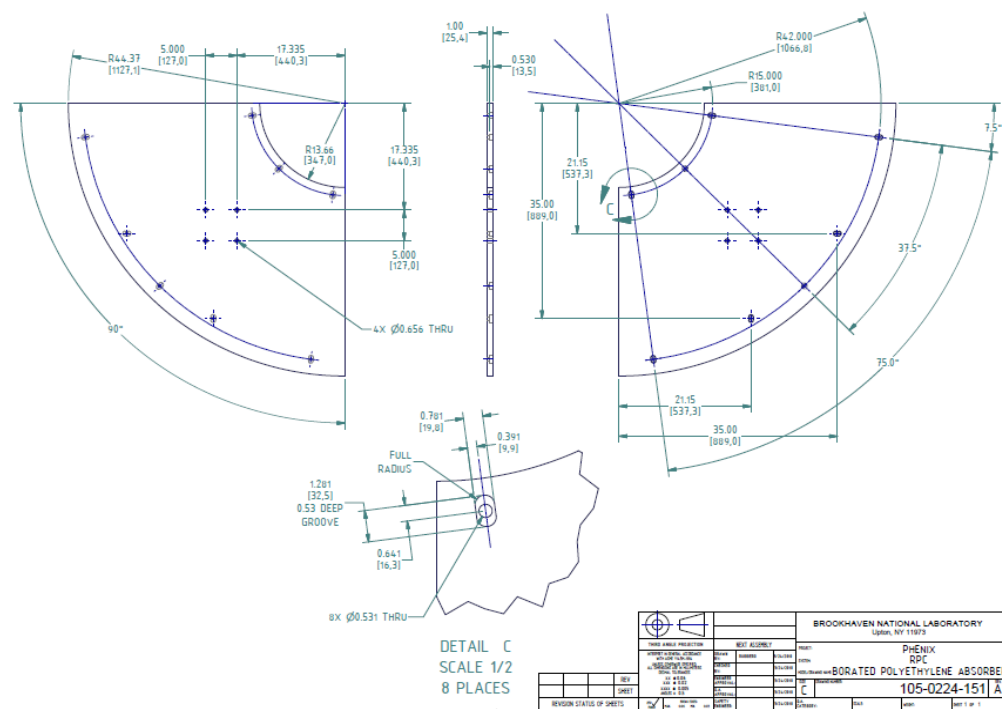 R44.37
[1127,1]
5.000
[127,0]
17.335
[440,3]
R13.66
[347,0]
17.335
[440,3]
5.000
[127,0]
4X Ø0.656 THRU
90°
1.00
[25,4]
0.530
[13,5]
R42.000
[1066,8]
R15.000
[381,0]
7.5°
21.15
[537,3]
35.00
[889,0]
C
37.5°
75.0°
21.15
[537,3]
35.00
[889,0]
0.781
[19,8]
0.391
[9,9]
FULL
RADIUS
1.281
[32,5]
0.53 DEEP
GROOVE
0.641
[16,3]
8X Ø0.531 THRU
DETAIL C
SCALE 1/2
8 PLACES
THIRD ANGLE PROJECTION
NEXT ASSEMBLY
BROOKHAVEN NATIONAL LABORATORY
Upton, NY 11973
PHENIX
RPC
BORATED POLYETHYLENE ABSORBE
REV
SHEET
REVISION STATUS OF SHEETS
C
105-0224-151
A